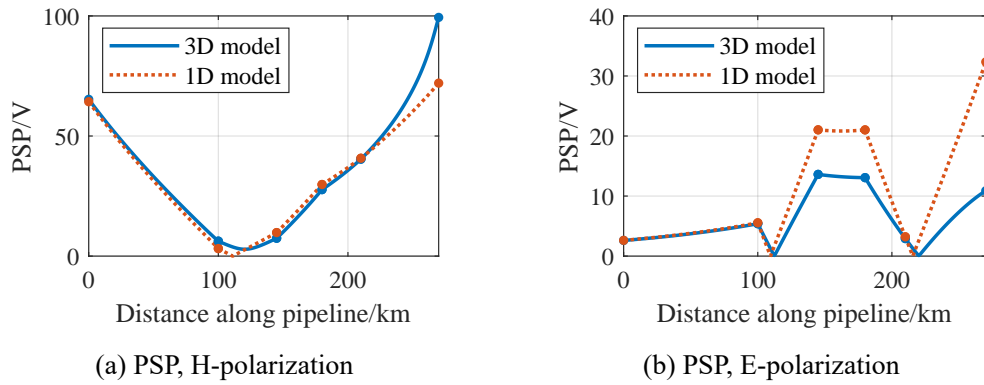 100
50
0
PSP/V
3D model
1D model
0
100
200
Distance along pipeline/km
(a) PSP, H-polarization
40
30
20
10
0
PSP/V
3D model
1D model
0
100
200
Distance along pipeline/km
(b) PSP, E-polarization